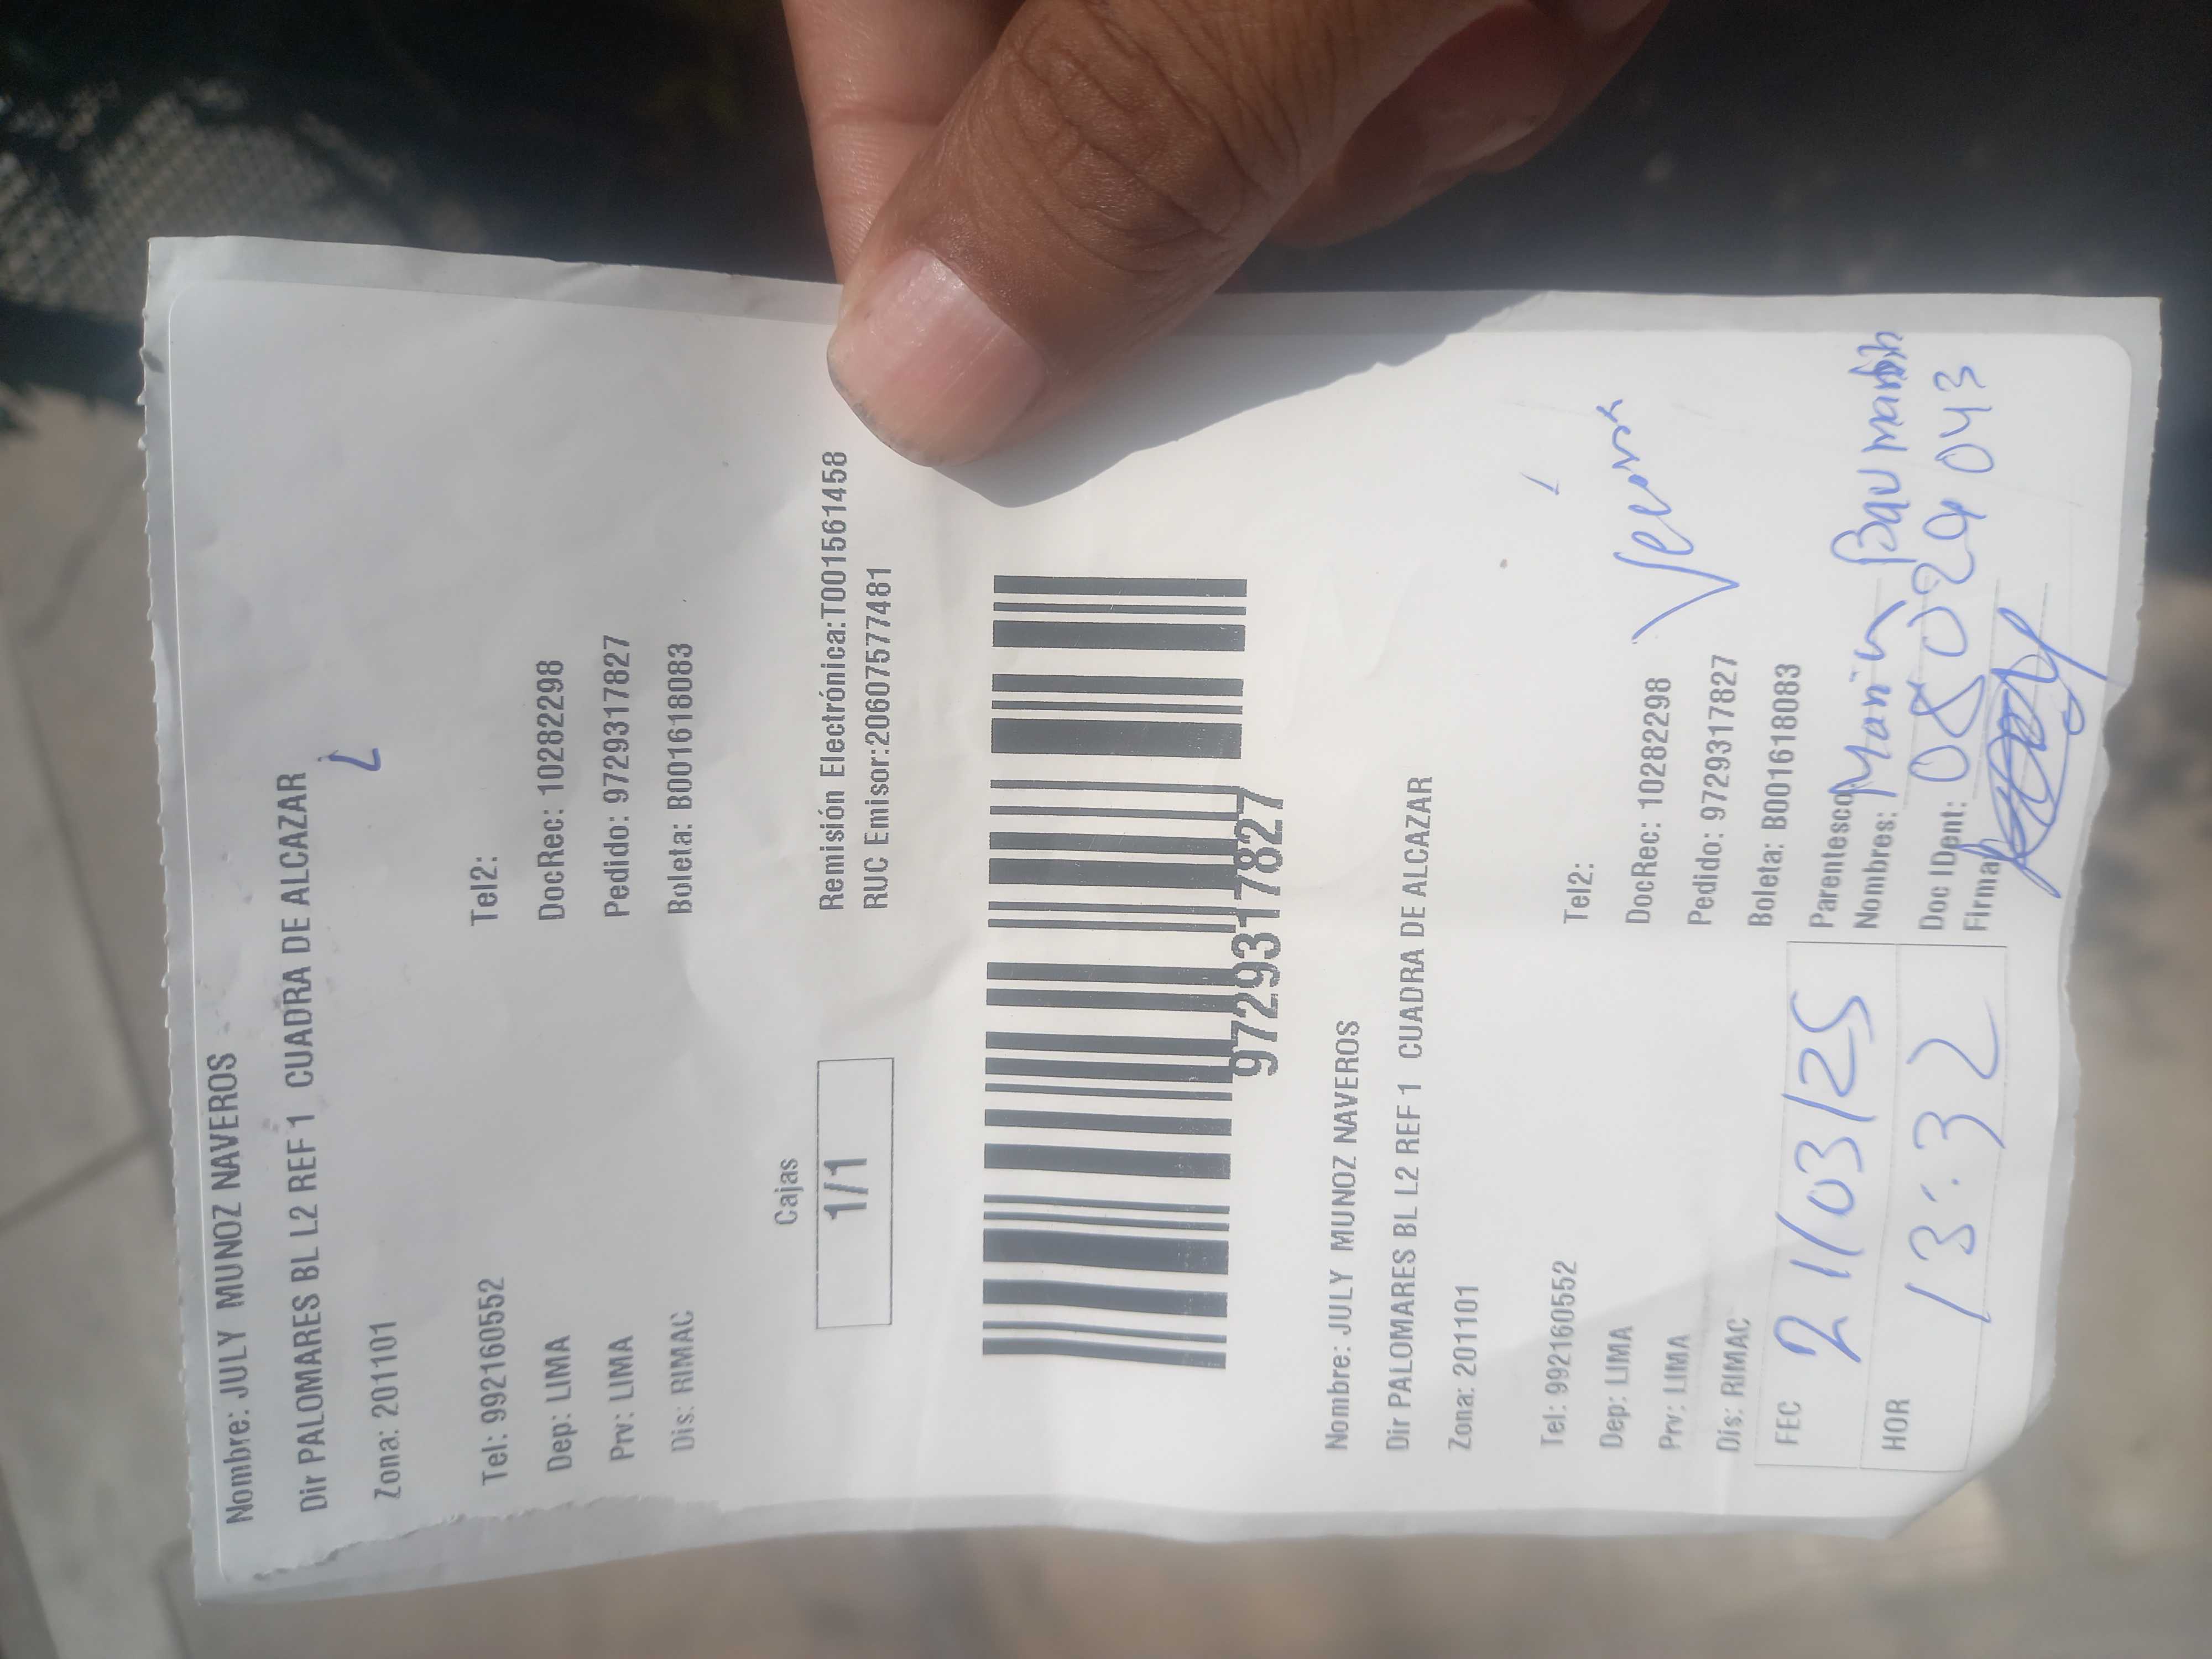 Nombre: JULY MUNOZ NAVEROS
Dir PALOMARES BL L2 REF 1 CUADRA DE ALCAZAR
Zona: 201101
Tel: 992160552 Tel2:
Dep: LIMA DocRec: 10282298
Prv: LIMA Pedido: 9729317827
Dis: RIMAC Boleta: B001618083
Cajas
1/1
Remisión Electrónica:T001561458
RUC Emisor:20607577481
9729317827
Nombre: JULY MUNOZ NAVEROS
Dir PALOMARES BL L2 REF 1 CUADRA DE ALCAZAR
Zona: 201101
Tel: 992160552 Tel2:
Dep: LIMA DocRec: 10282298
Prv: LIMA Pedido: 9729317827
Dis: RIMAC Boleta: B001618083
FEC 21/03/25
HOR 13:32
Parentesco:
Nombres:
Doc IDent: 08029043
Firma